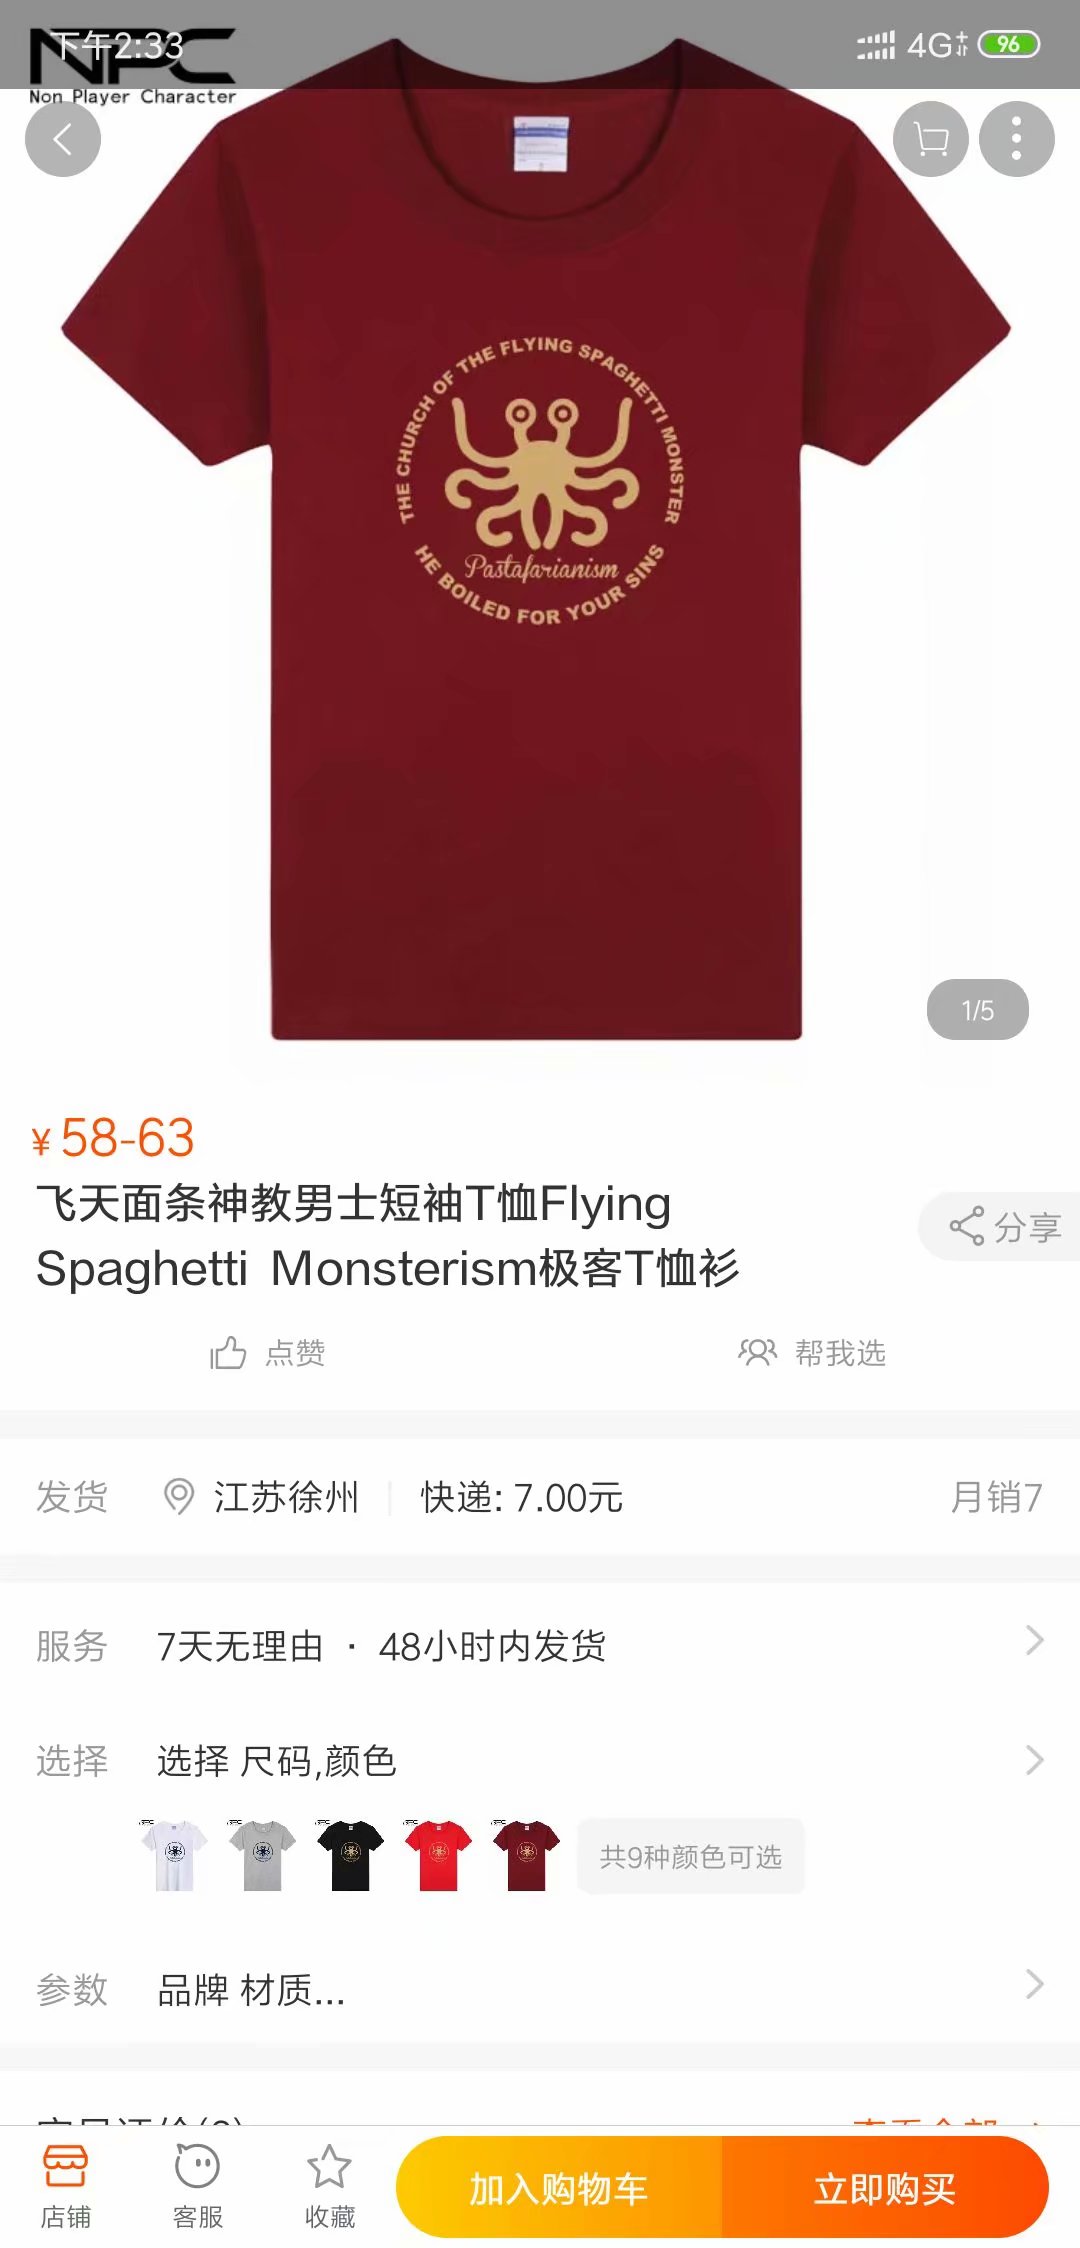 下午2:33
4G
96
NPC
Non Player Character
THE CHURCH OF THE FLYING SPAGHETTI MONSTER
Pastafarianism
HE BOILED FOR YOUR SINS
1/5
¥58-63
飞天面条神教男士短袖T恤Flying
Spaghetti Monsterism极客T恤衫
分享
点赞
帮我选
发货 江苏徐州 快递: 7.00元 月销7
服务 7天无理由 · 48小时内发货
选择 选择 尺码,颜色
共9种颜色可选
参数 品牌 材质...
店铺
客服
收藏
加入购物车
立即购买